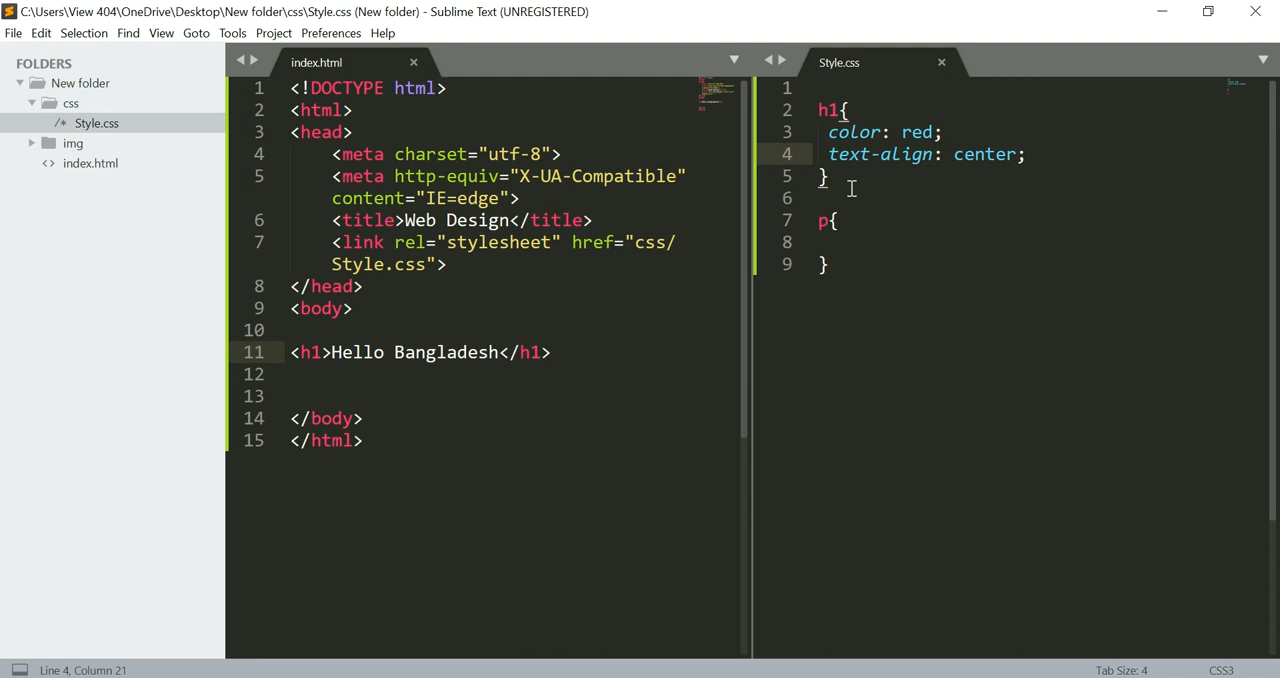 C:\Users\View 404\OneDrive\Desktop\New folder\css\Style.css (New folder) - Sublime Text (UNREGISTERED)
File Edit Selection Find View Goto Tools Project Preferences Help
FOLDERS
New folder
css
/* Style.css
img
<> index.html
index.html
1 <!DOCTYPE html>
2 <html>
3 <head>
4 <meta charset="utf-8">
5 <meta http-equiv="X-UA-Compatible"
content="IE=edge">
6 <title>Web Design</title>
7 <link rel="stylesheet" href="css/
Style.css">
8 </head>
9 <body>
10
11 <h1>Hello Bangladesh</h1>
12
13
14 </body>
15 </html>
Style.css
1
2 h1{
3 color: red;
4 text-align: center;
5 }
6
7 p{
8
9 }
Line 4, Column 21
Tab Size: 4
CSS3